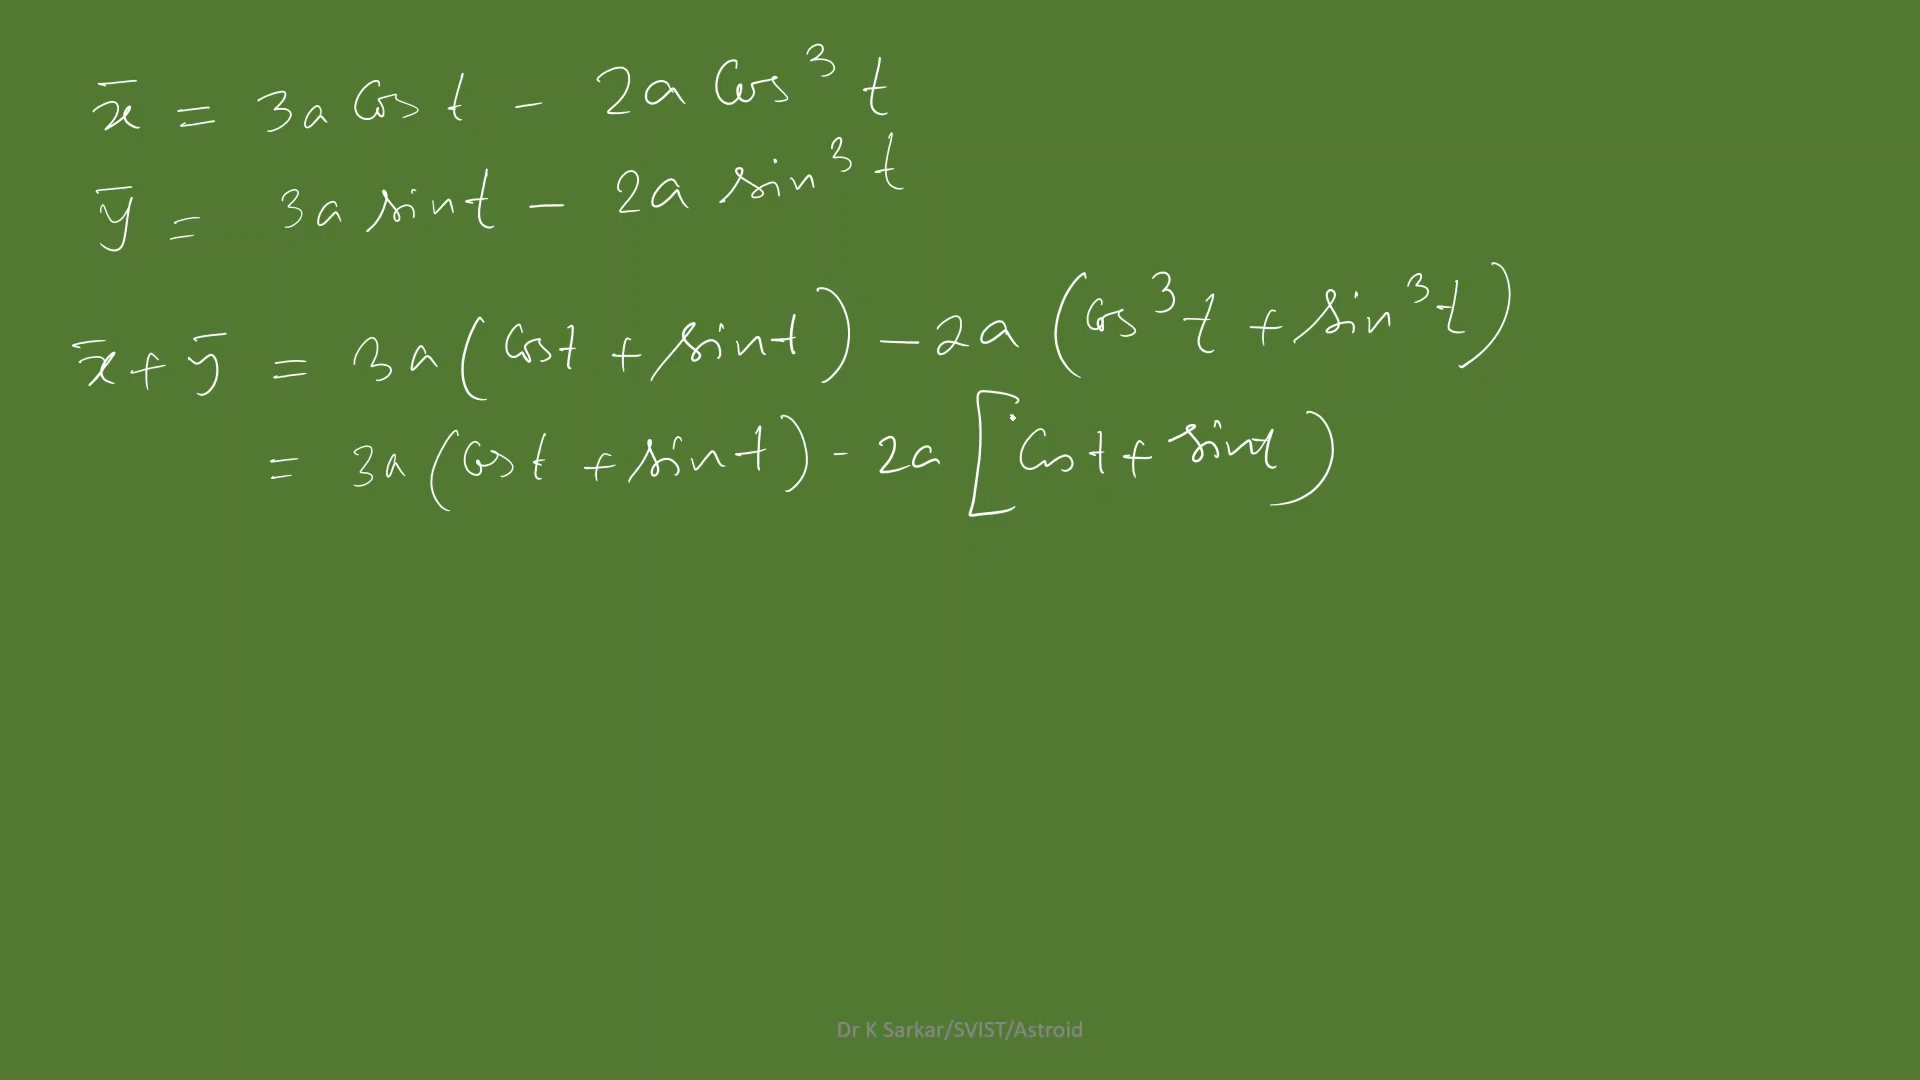 x̄ = 3a Cos t – 2a Cos³ t
ȳ = 3a sin t – 2a sin³ t
x̄ + ȳ = 3a (Cos t + sin t) – 2a (Cos³ t + sin³ t)
= 3a (Cos t + sin t) - 2a [Cos t + sin t)
Dr K Sarkar/SVIST/Astroid